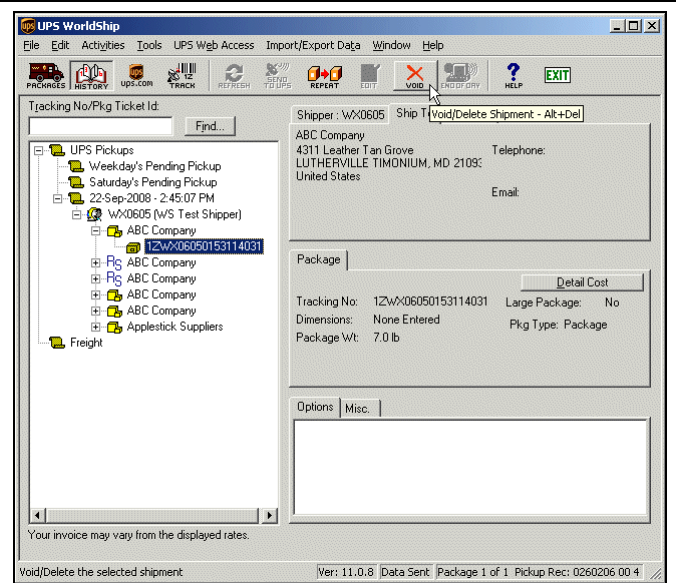 UPS WorldShip
File Edit Activities Tools UPS Web Access Import/Export Data Window Help
PACKAGES HISTORY ups.com TRACK REFRESH SEND TO UPS REPEAT EDIT VOID END OF DAY HELP EXIT
Tracking No/Pkg Ticket Id:
Find...
UPS Pickups
Weekday's Pending Pickup
Saturday's Pending Pickup
22-Sep-2008 - 2:45:07 PM
WX0605 (WS Test Shipper)
ABC Company
1ZWX06050153114031
ABC Company
ABC Company
ABC Company
ABC Company
Applestick Suppliers
Freight
Your invoice may vary from the displayed rates.
Shipper : WX0605 Ship T
Void/Delete Shipment - Alt+Del
ABC Company
4311 Leather Tan Grove Telephone:
LUTHERVILLE TIMONIUM, MD 2109
United States
Email:
Package
Detail Cost
Tracking No: 1ZWX06050153114031 Large Package: No
Dimensions: None Entered Pkg Type: Package
Package Wt: 7.0 lb
Options Misc.
Void/Delete the selected shipment Ver: 11.0.8 Data Sent Package 1 of 1 Pickup Rec: 0260206 00 4